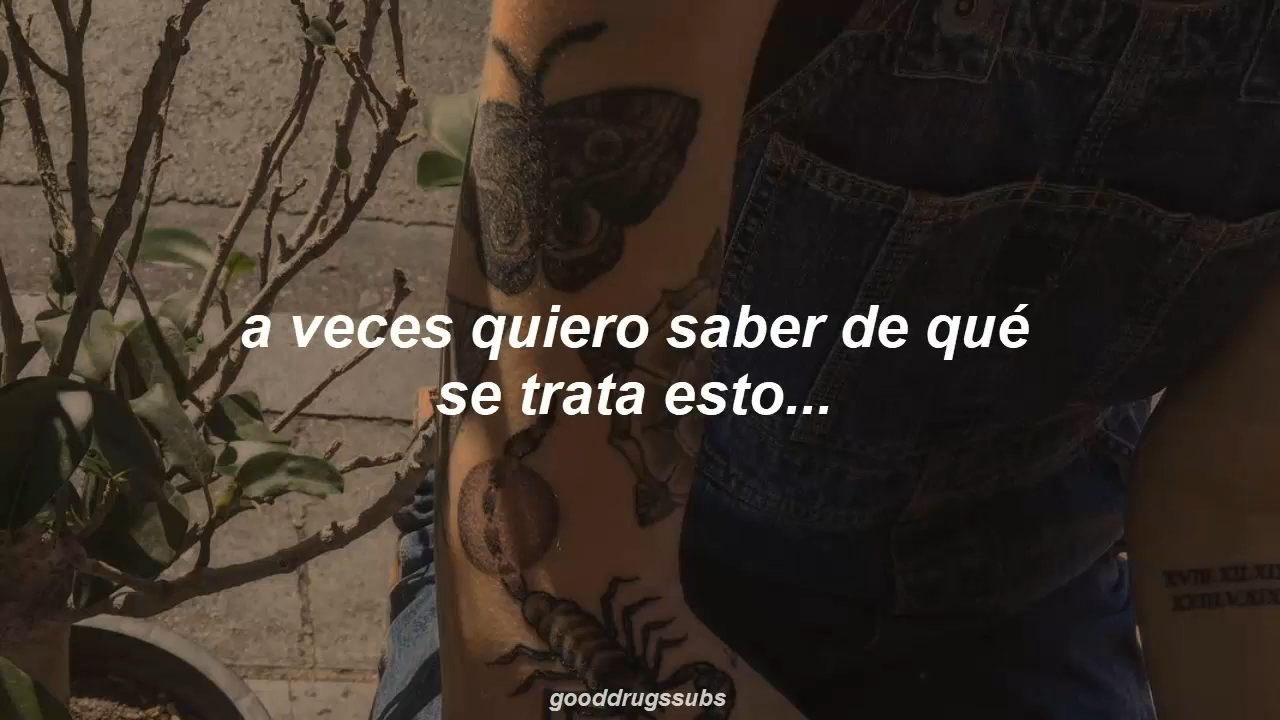 a veces quiero saber de qué
se trata esto...
gooddrugssubs